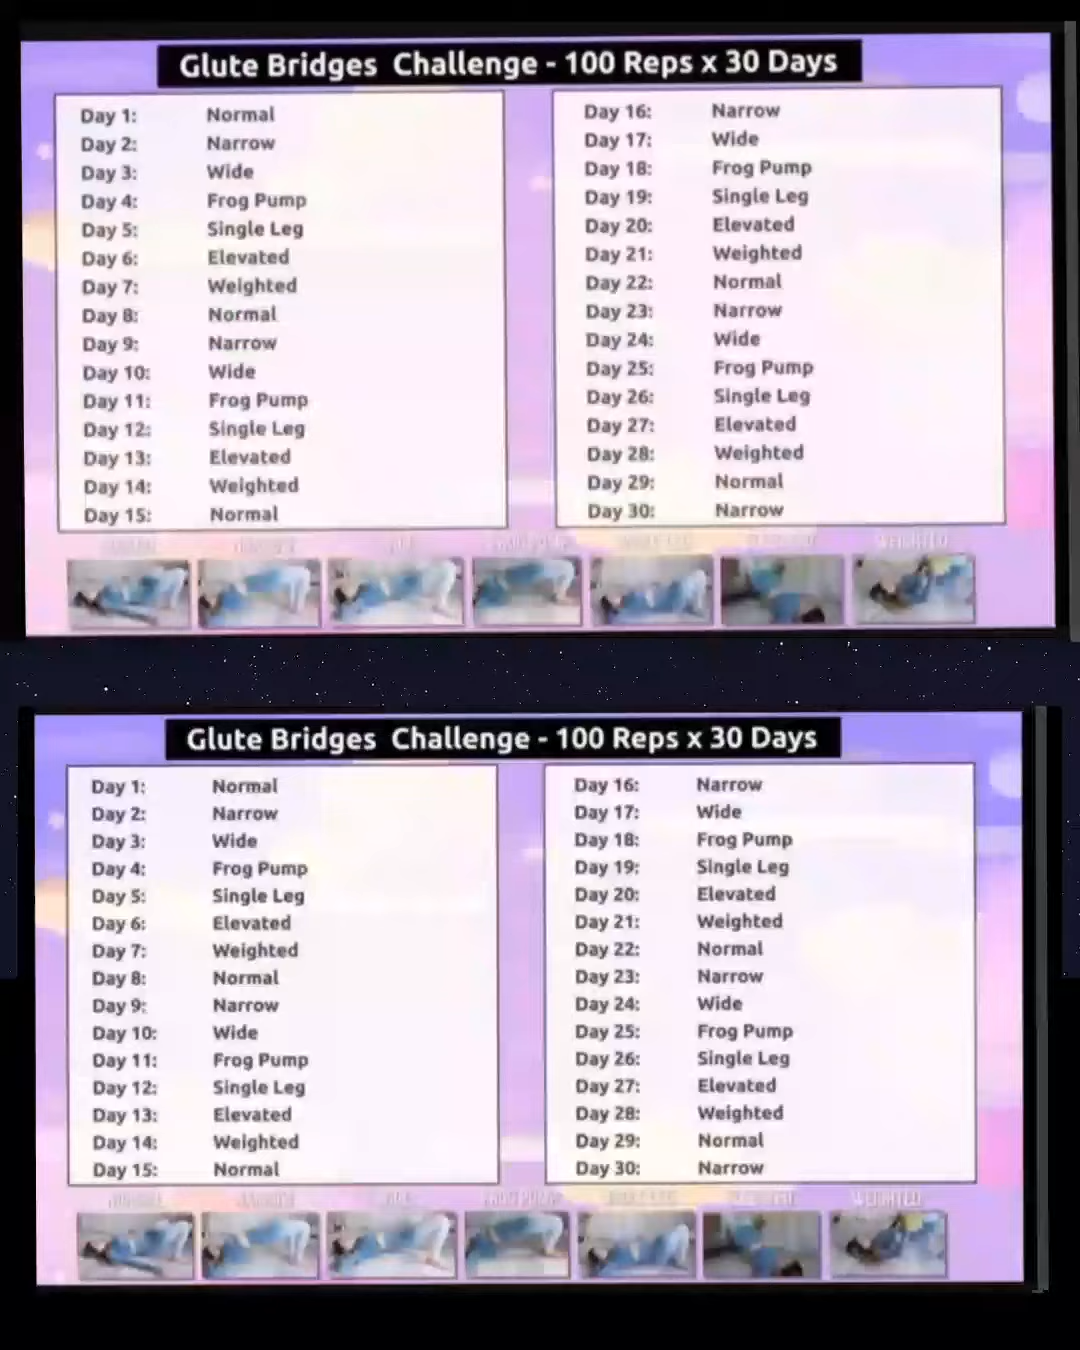 Glute Bridges Challenge - 100 Reps x 30 Days
Day 1: Normal
Day 2: Narrow
Day 3: Wide
Day 4: Frog Pump
Day 5: Single Leg
Day 6: Elevated
Day 7: Weighted
Day 8: Normal
Day 9: Narrow
Day 10: Wide
Day 11: Frog Pump
Day 12: Single Leg
Day 13: Elevated
Day 14: Weighted
Day 15: Normal
Day 16: Narrow
Day 17: Wide
Day 18: Frog Pump
Day 19: Single Leg
Day 20: Elevated
Day 21: Weighted
Day 22: Normal
Day 23: Narrow
Day 24: Wide
Day 25: Frog Pump
Day 26: Single Leg
Day 27: Elevated
Day 28: Weighted
Day 29: Normal
Day 30: Narrow
WEIGHTED
Glute Bridges Challenge - 100 Reps x 30 Days
Day 1: Normal
Day 2: Narrow
Day 3: Wide
Day 4: Frog Pump
Day 5: Single Leg
Day 6: Elevated
Day 7: Weighted
Day 8: Normal
Day 9: Narrow
Day 10: Wide
Day 11: Frog Pump
Day 12: Single Leg
Day 13: Elevated
Day 14: Weighted
Day 15: Normal
Day 16: Narrow
Day 17: Wide
Day 18: Frog Pump
Day 19: Single Leg
Day 20: Elevated
Day 21: Weighted
Day 22: Normal
Day 23: Narrow
Day 24: Wide
Day 25: Frog Pump
Day 26: Single Leg
Day 27: Elevated
Day 28: Weighted
Day 29: Normal
Day 30: Narrow
WEIGHTED